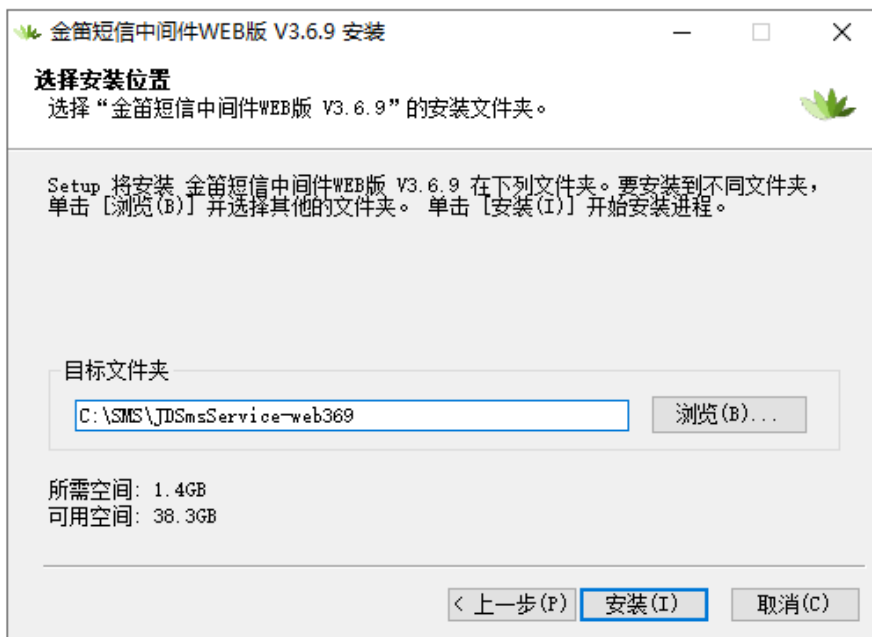 金笛短信中间件WEB版 V3.6.9 安装
选择安装位置
选择“金笛短信中间件WEB版 V3.6.9”的安装文件夹。
Setup 将安装 金笛短信中间件WEB版 V3.6.9 在下列文件夹。要安装到不同文件夹，
单击 [浏览(B)] 并选择其他的文件夹。 单击 [安装(I)] 开始安装进程。
目标文件夹
C:\SMS\JDSmsService-web369
浏览(B)...
所需空间: 1.4GB
可用空间: 38.3GB
< 上一步(P)
安装(I)
取消(C)